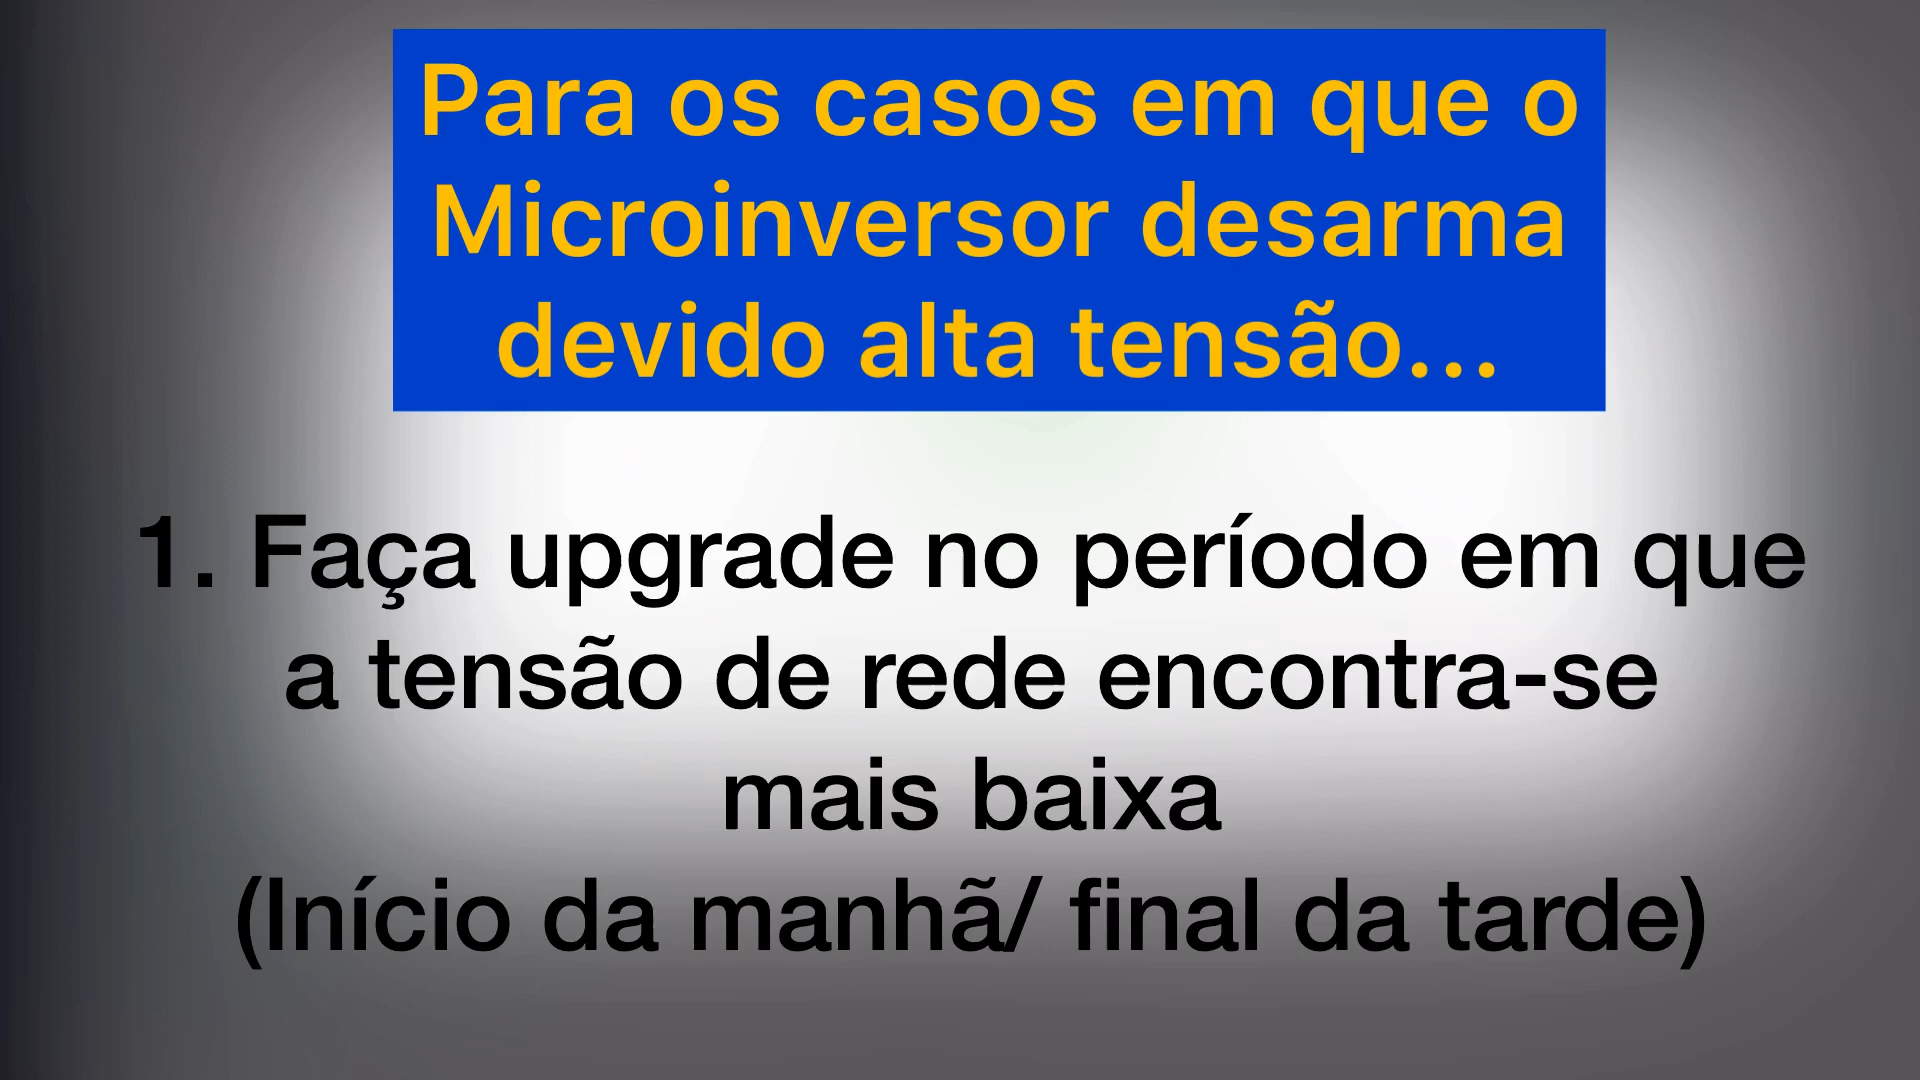 Para os casos em que o
Microinversor desarma
devido alta tensão...
1. Faça upgrade no período em que
a tensão de rede encontra-se
mais baixa
(Início da manhã/ final da tarde)